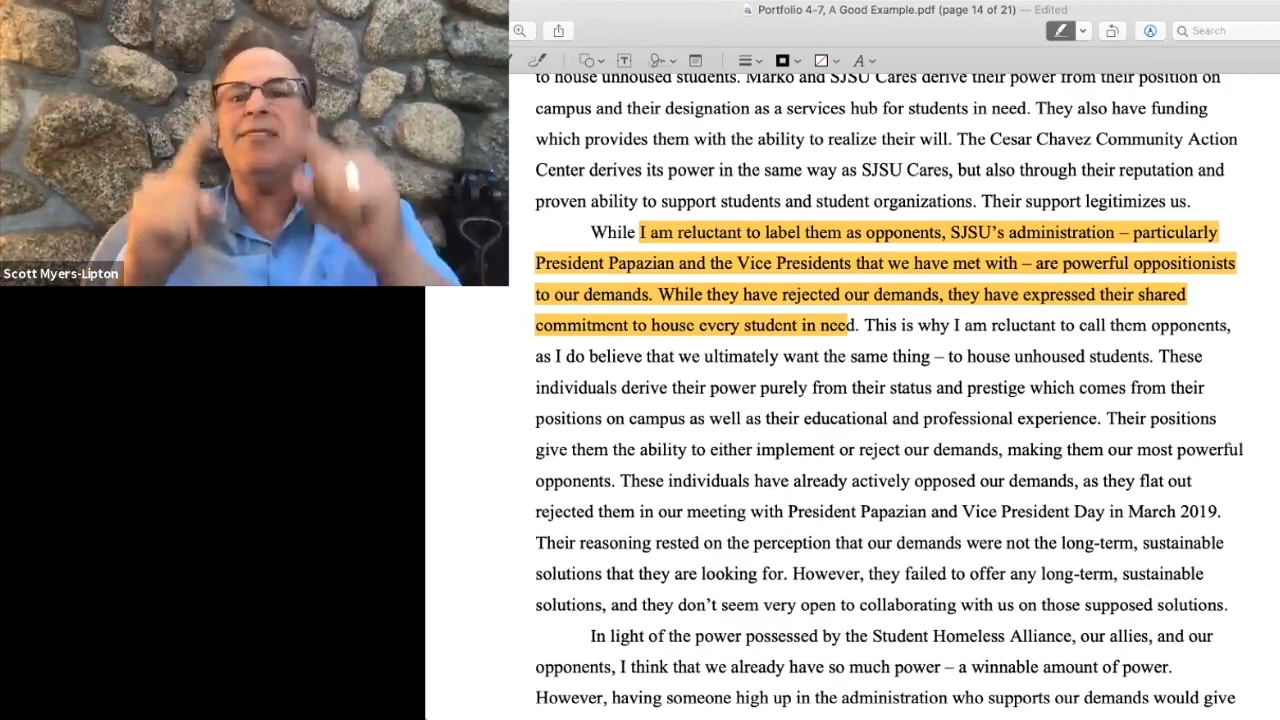 Portfolio 4-7, A Good Example.pdf (page 14 of 21) — Edited
Search
to house unhoused students. Marko and SJSU Cares derive their power from their position on
campus and their designation as a services hub for students in need. They also have funding
which provides them with the ability to realize their will. The Cesar Chavez Community Action
Center derives its power in the same way as SJSU Cares, but also through their reputation and
proven ability to support students and student organizations. Their support legitimizes us.
While I am reluctant to label them as opponents, SJSU’s administration – particularly
President Papazian and the Vice Presidents that we have met with – are powerful oppositionists
to our demands. While they have rejected our demands, they have expressed their shared
commitment to house every student in need. This is why I am reluctant to call them opponents,
as I do believe that we ultimately want the same thing – to house unhoused students. These
individuals derive their power purely from their status and prestige which comes from their
positions on campus as well as their educational and professional experience. Their positions
give them the ability to either implement or reject our demands, making them our most powerful
opponents. These individuals have already actively opposed our demands, as they flat out
rejected them in our meeting with President Papazian and Vice President Day in March 2019.
Their reasoning rested on the perception that our demands were not the long-term, sustainable
solutions that they are looking for. However, they failed to offer any long-term, sustainable
solutions, and they don’t seem very open to collaborating with us on those supposed solutions.
In light of the power possessed by the Student Homeless Alliance, our allies, and our
opponents, I think that we already have so much power – a winnable amount of power.
However, having someone high up in the administration who supports our demands would give
Scott Myers-Lipton